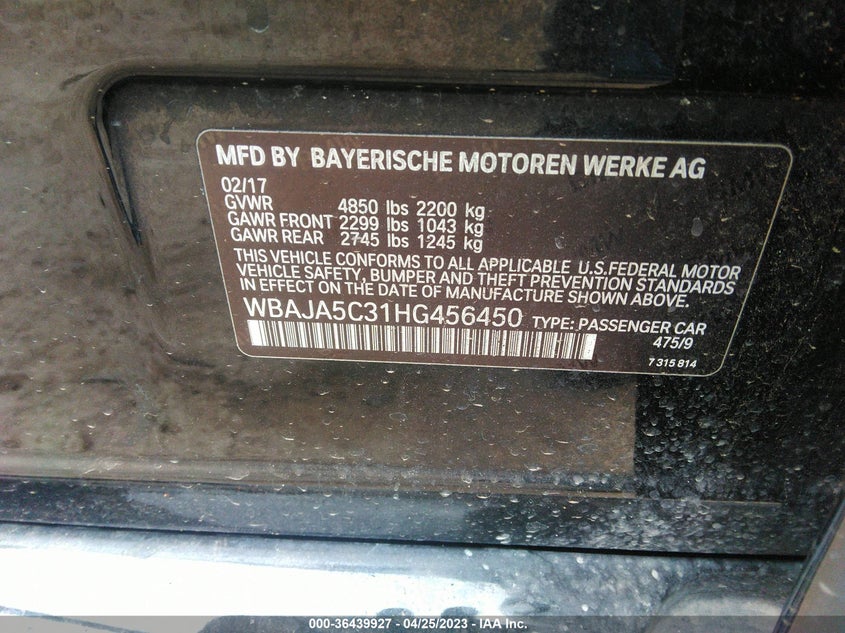 MFD BY BAYERISCHE MOTOREN WERKE AG
02/17
GVWR 4850 lbs 2200 kg
GAWR FRONT 2299 lbs 1043 kg
GAWR REAR 2745 lbs 1245 kg
THIS VEHICLE CONFORMS TO ALL APPLICABLE U.S.FEDERAL MOTOR
VEHICLE SAFETY, BUMPER AND THEFT PREVENTION STANDARDS
IN EFFECT ON THE DATE OF MANUFACTURE SHOWN ABOVE.
WBAJA5C31HG456450 TYPE: PASSENGER CAR
475/9
7 315 814
000-36439927 - 04/25/2023 - IAA Inc.